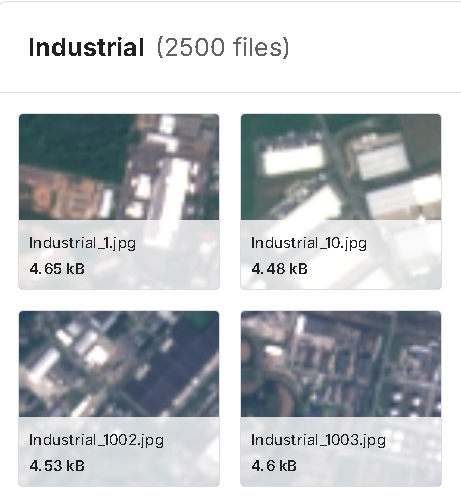 Industrial (2500 files)
Industrial_1.jpg
4.65 kB
Industrial_10.jpg
4.48 kB
Industrial_1002.jpg
4.53 kB
Industrial_1003.jpg
4.6 kB